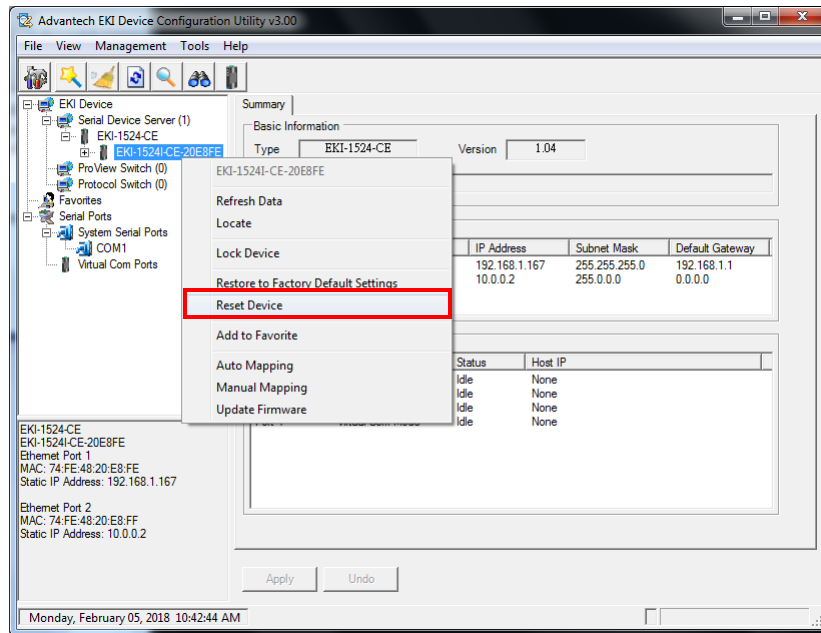 Advantech EKI Device Configuration Utility v3.00
File View Management Tools Help
EKI Device
Serial Device Server (1)
EKI-1524-CE
EKI-1524I-CE-20E8FE
ProView Switch (0)
Protocol Switch (0)
Favorites
Serial Ports
System Serial Ports
COM1
Virtual Com Ports
Summary
Basic Information
Type EKI-1524-CE Version 1.04
EKI-1524I-CE-20E8FE
Refresh Data
Locate
Lock Device
Restore to Factory Default Settings
Reset Device
Add to Favorite
Auto Mapping
Manual Mapping
Update Firmware
IP Address Subnet Mask Default Gateway
192.168.1.167 255.255.255.0 192.168.1.1
10.0.0.2 255.0.0.0 0.0.0.0
Status Host IP
Idle None
Idle None
Idle None
Idle None
EKI-1524-CE
EKI-1524I-CE-20E8FE
Ethernet Port 1
MAC: 74:FE:48:20:E8:FE
Static IP Address: 192.168.1.167
Ethernet Port 2
MAC: 74:FE:48:20:E8:FF
Static IP Address: 10.0.0.2
Apply Undo
Monday, February 05, 2018 10:42:44 AM